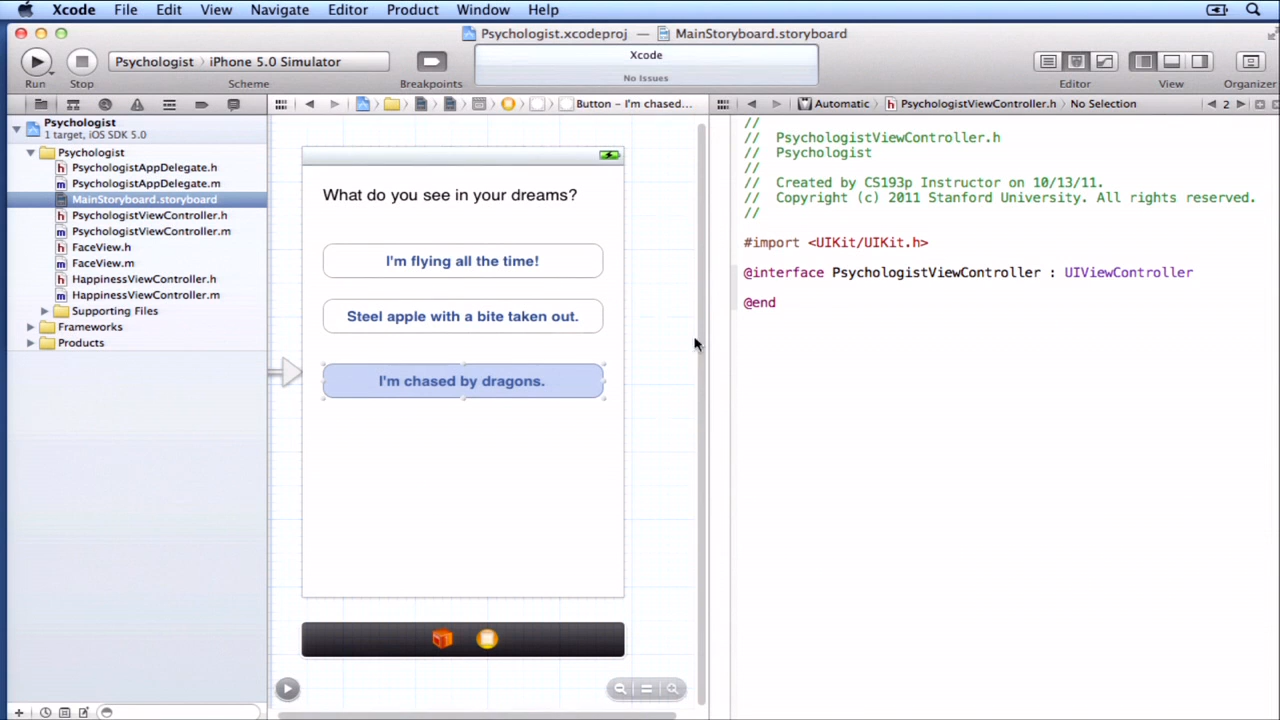 Xcode File Edit View Navigate Editor Product Window Help
Psychologist.xcodeproj — MainStoryboard.storyboard
Psychologist iPhone 5.0 Simulator
Xcode
No Issues
Run Stop Scheme Breakpoints Editor View Organizer
Button – I'm chased...
Automatic PsychologistViewController.h No Selection 2
Psychologist
1 target, iOS SDK 5.0
Psychologist
h PsychologistAppDelegate.h
m PsychologistAppDelegate.m
MainStoryboard.storyboard
h PsychologistViewController.h
m PsychologistViewController.m
h FaceView.h
m FaceView.m
h HappinessViewController.h
m HappinessViewController.m
Supporting Files
Frameworks
Products
What do you see in your dreams?
I'm flying all the time!
Steel apple with a bite taken out.
I'm chased by dragons.
//
// PsychologistViewController.h
// Psychologist
//
// Created by CS193p Instructor on 10/13/11.
// Copyright (c) 2011 Stanford University. All rights reserved.
//
#import <UIKit/UIKit.h>
@interface PsychologistViewController : UIViewController
@end